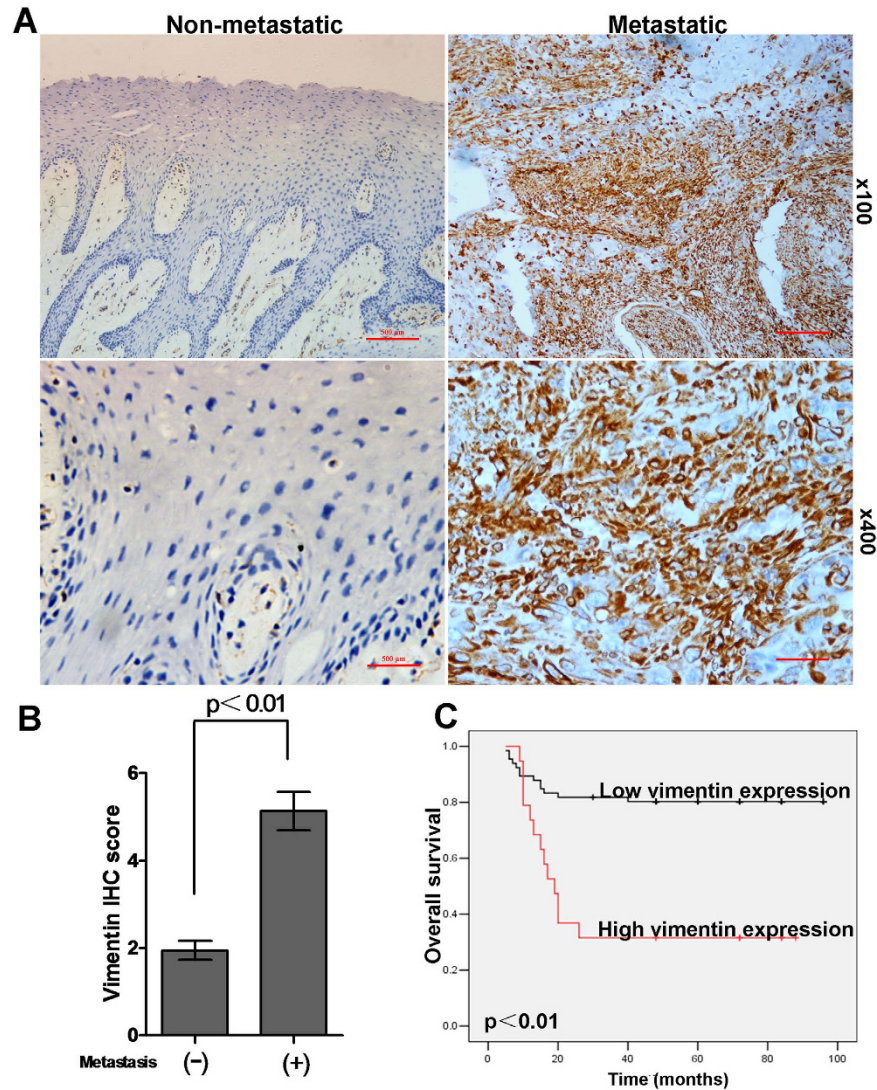 A
Non-metastatic
Metastatic
x100
500 μm
x400
500 μm
B
p< 0.01
Vimentin IHC score
6
4
2
0
Metastasis
(−)
(+)
C
Overall survival
1.0
0.8
0.6
0.4
0.2
0.0
Low vimentin expression
High vimentin expression
p<0.01
0
20
40
60
80
100
Time (months)